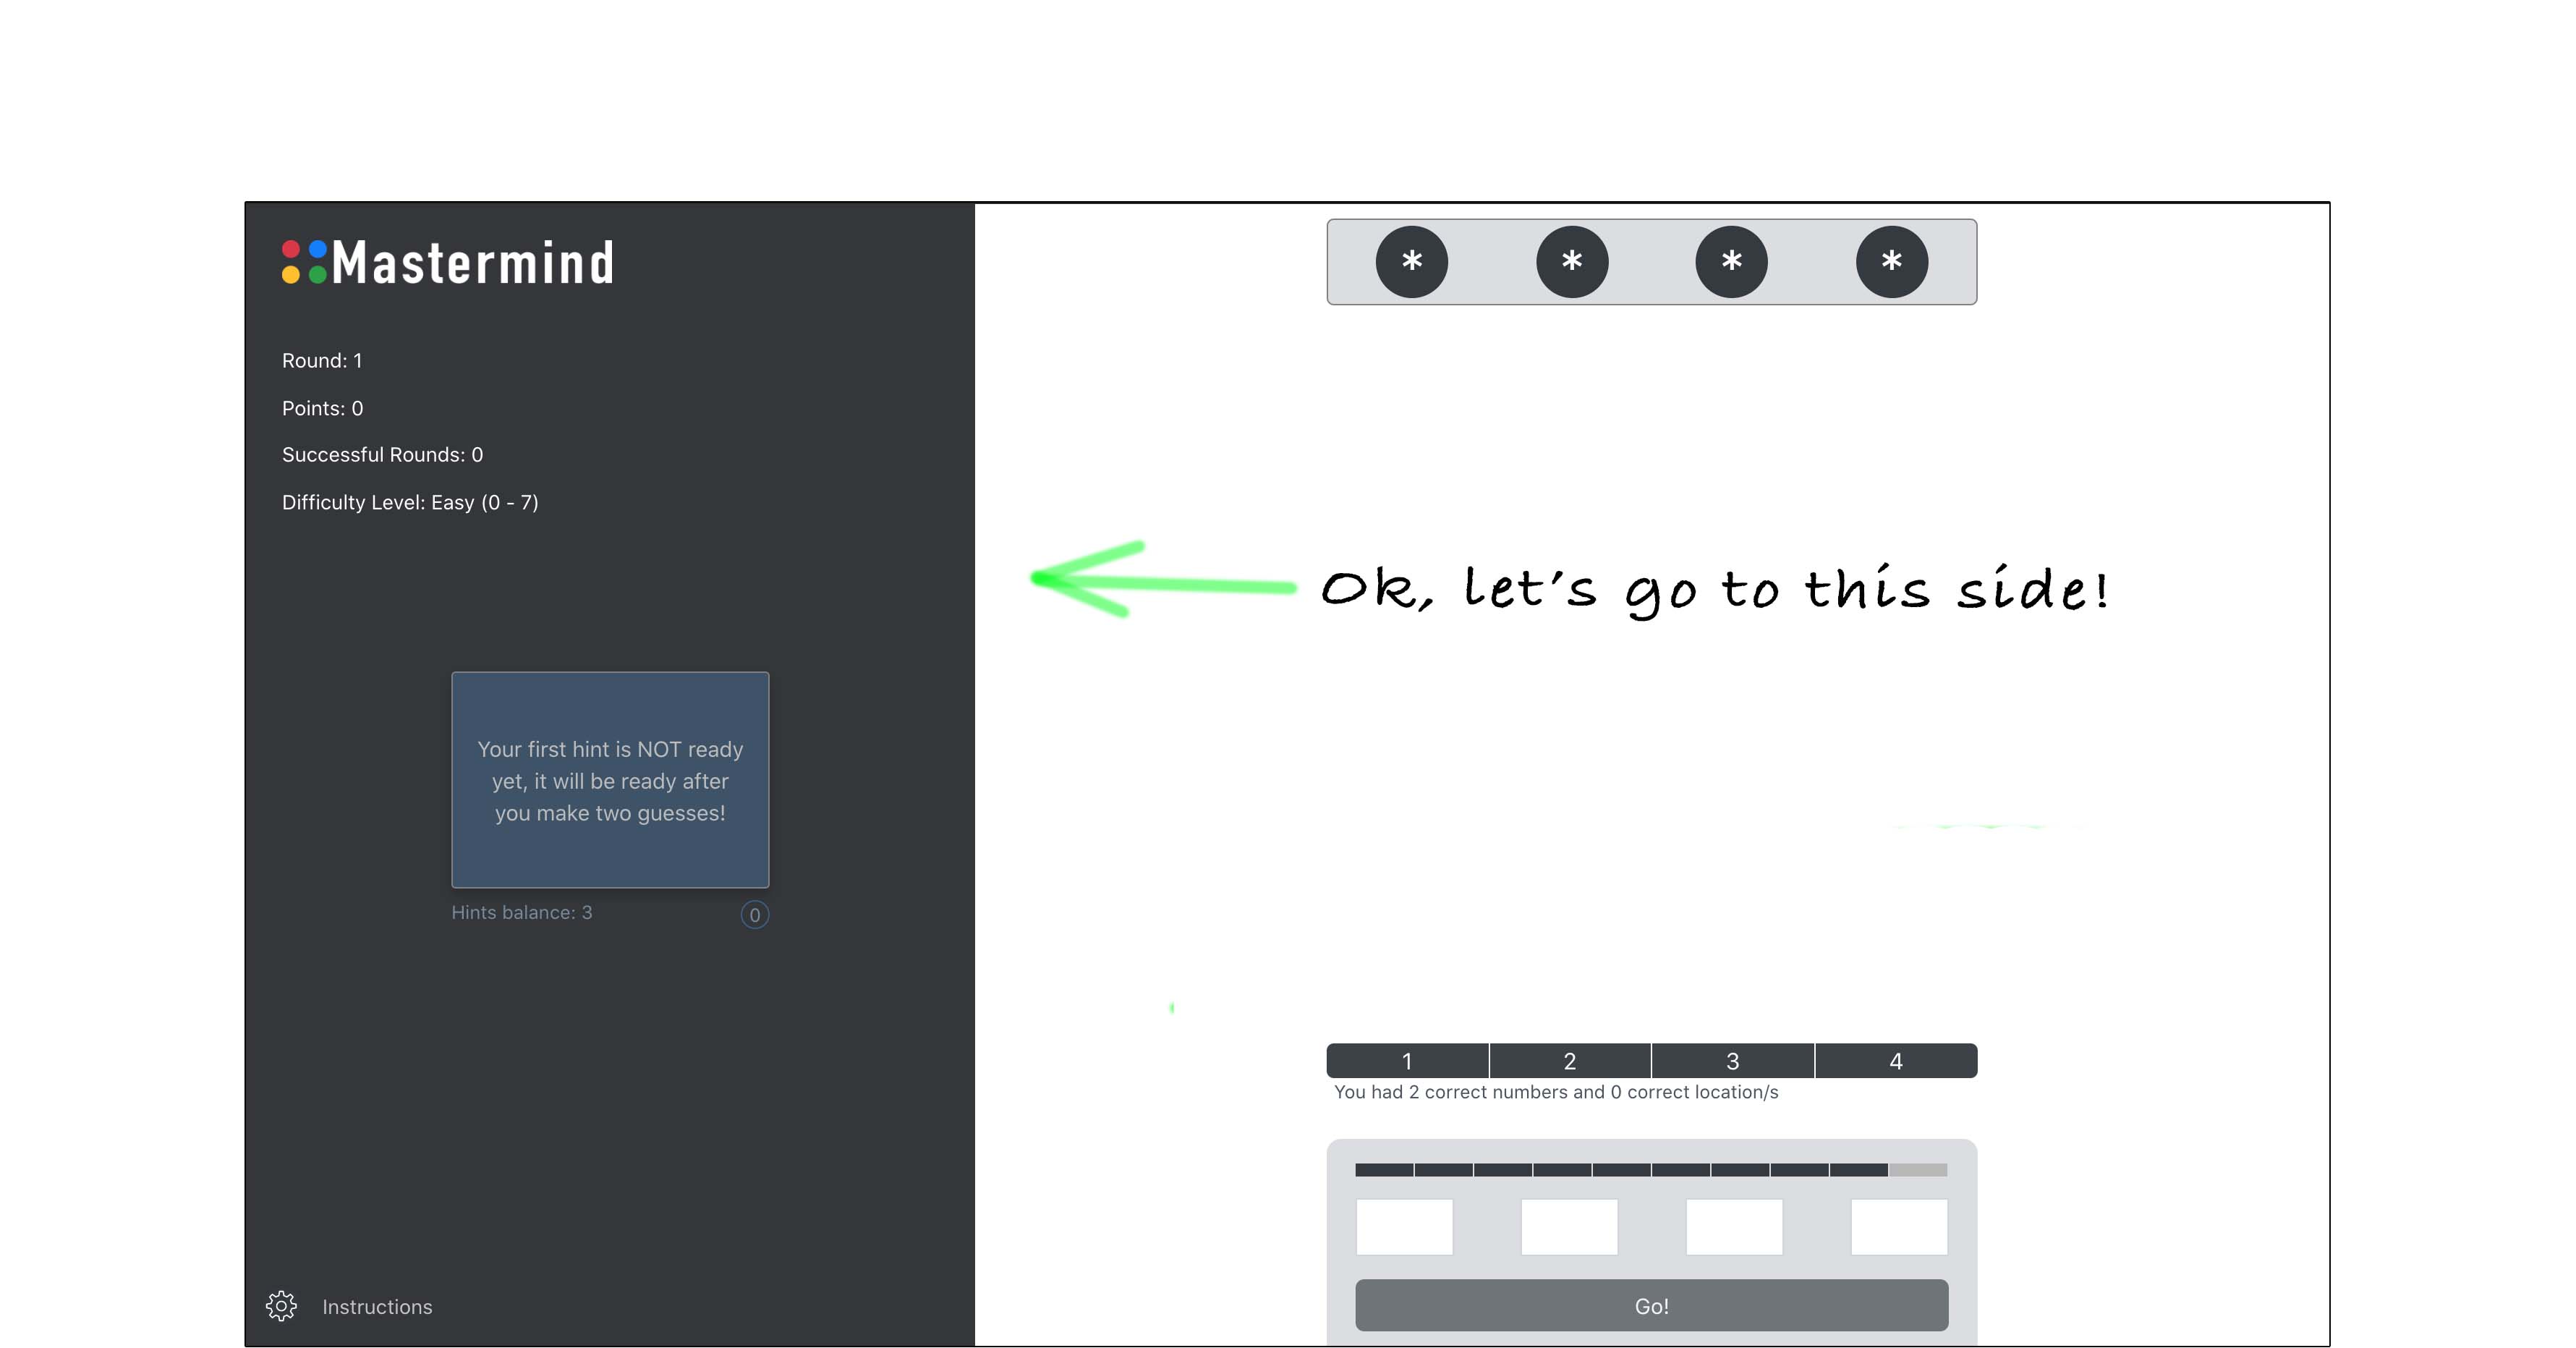 Mastermind
Round: 1
Points: 0
Successful Rounds: 0
Difficulty Level: Easy (0 - 7)
Your first hint is NOT ready
yet, it will be ready after
you make two guesses!
Hints balance: 3
0
Instructions
* * * *
Ok, let's go to this side!
1 2 3 4
You had 2 correct numbers and 0 correct location/s
Go!